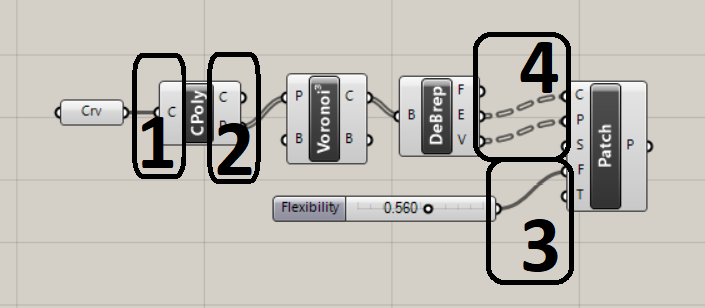 Crv
C
CPoly
C
P
1
2
P
B
Voronoi³
C
B
B
DeBrep
F
E
V
4
C
P
S
F
T
Patch
P
Flexibility 0.560
3